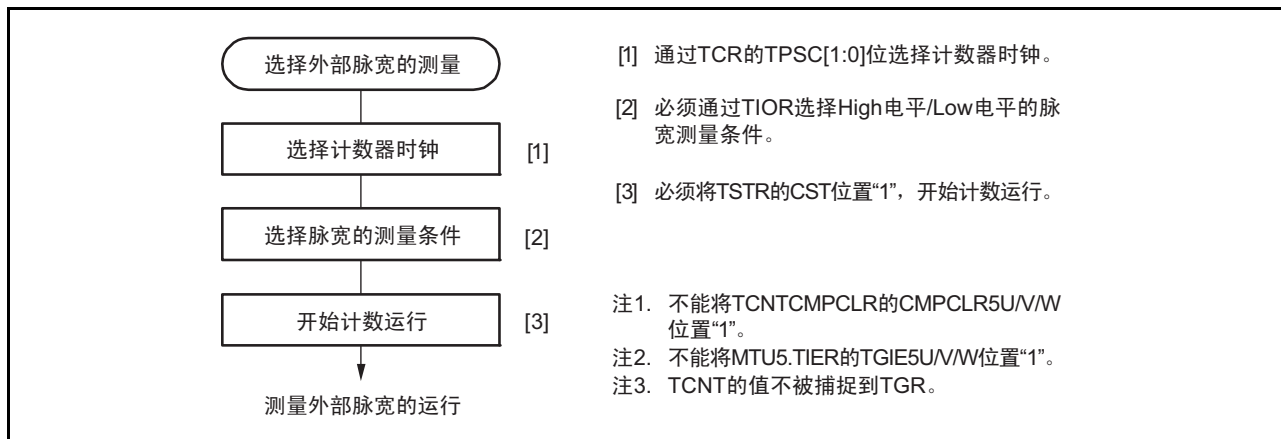 选择外部脉宽的测量
选择计数器时钟 [1]
选择脉宽的测量条件 [2]
开始计数运行 [3]
测量外部脉宽的运行
[1] 通过TCR的TPSC[1:0]位选择计数器时钟。
[2] 必须通过TIOR选择High电平/Low电平的脉
宽测量条件。
[3] 必须将TSTR的CST位置“1”，开始计数运行。
注1. 不能将TCNTCMPCLR的CMPCLR5U/V/W
位置“1”。
注2. 不能将MTU5.TIER的TGIE5U/V/W位置“1”。
注3. TCNT的值不被捕捉到TGR。